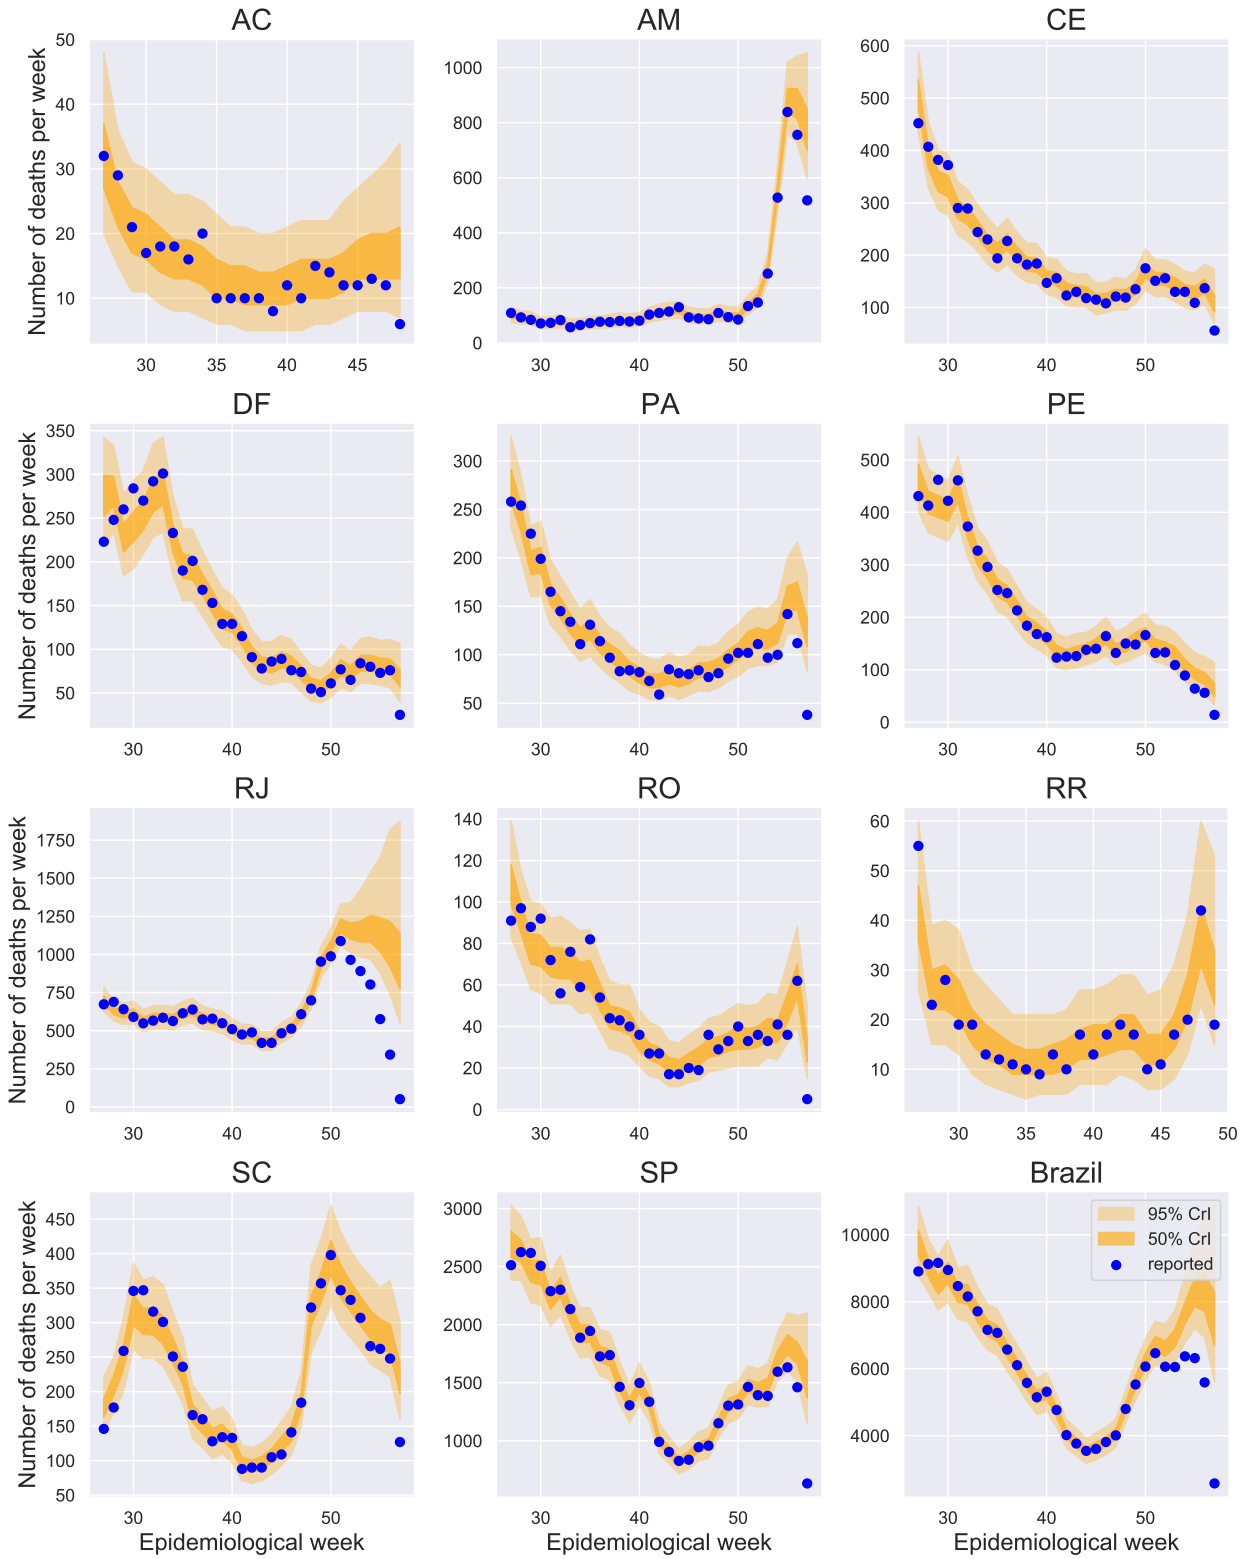 AC AM CE
Number of deaths per week
50
40
30
20
10
30 35 40 45
1000
800
600
400
200
0
30 40 50
600
500
400
300
200
100
30 40 50
DF PA PE
Number of deaths per week
350
300
250
200
150
100
50
30 40 50
300
250
200
150
100
50
30 40 50
500
400
300
200
100
0
30 40 50
RJ RO RR
Number of deaths per week
1750
1500
1250
1000
750
500
250
0
30 40 50
140
120
100
80
60
40
20
0
30 40 50
60
50
40
30
20
10
30 35 40 45 50
SC SP Brazil
Number of deaths per week
450
400
350
300
250
200
150
100
50
30 40 50
Epidemiological week
3000
2500
2000
1500
1000
30 40 50
Epidemiological week
10000
8000
6000
4000
95% CrI
50% CrI
reported
30 40 50
Epidemiological week